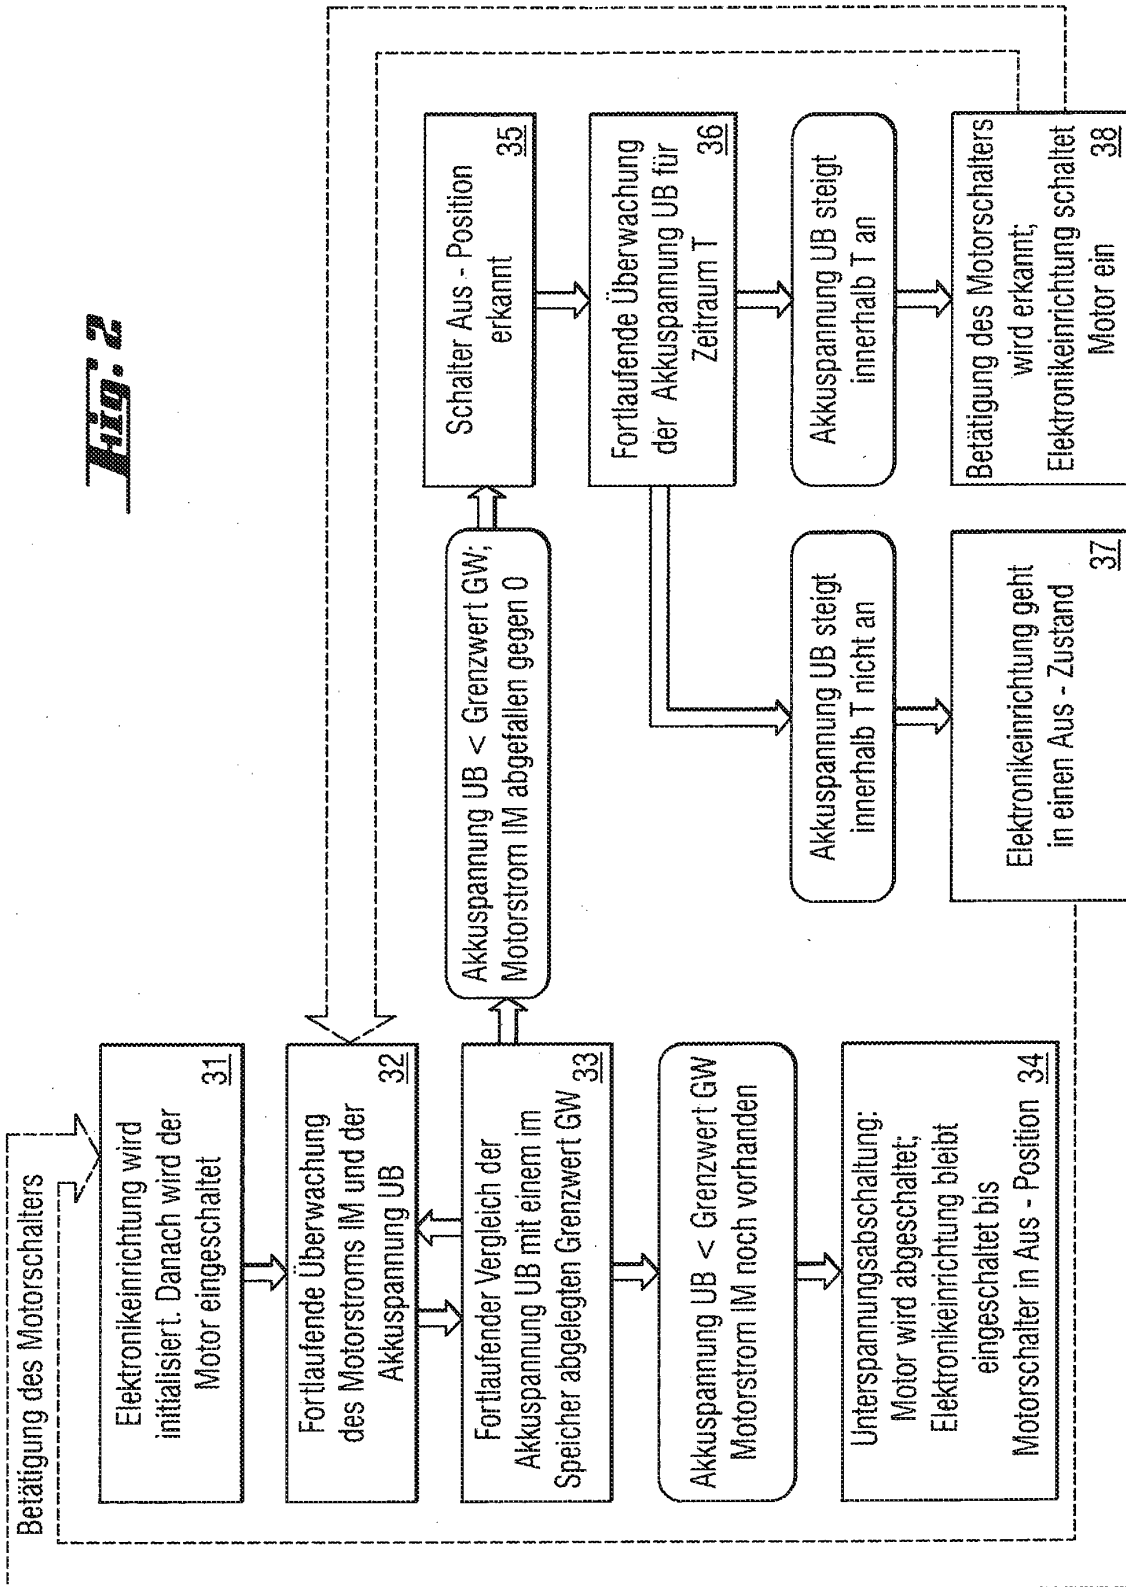 Fig. 2
Betätigung des Motorschalters
Elektronikeinrichtung wird
initialisiert. Danach wird der
Motor eingeschaltet
31
Fortlaufende Überwachung
des Motorstroms IM und der
Akkuspannung UB
32
Fortlaufender Vergleich der
Akkuspannung UB mit einem im
Speicher abgelegten Grenzwert GW
33
Akkuspannung UB < Grenzwert GW
Motorstrom IM noch vorhanden
Unterspannungsabschaltung:
Motor wird abgeschaltet;
Elektronikeinrichtung bleibt
eingeschaltet bis
Motorschalter in Aus - Position 34
Akkuspannung UB < Grenzwert GW;
Motorstrom IM abgefallen gegen 0
Schalter Aus - Position
erkannt
35
Fortlaufende Überwachung
der Akkuspannung UB für
Zeitraum T
36
Akkuspannung UB steigt
innerhalb T nicht an
Elektronikeinrichtung geht
in einen Aus - Zustand
37
Akkuspannung UB steigt
innerhalb T an
Betätigung des Motorschalters
wird erkannt;
Elektronikeinrichtung schaltet
Motor ein
38